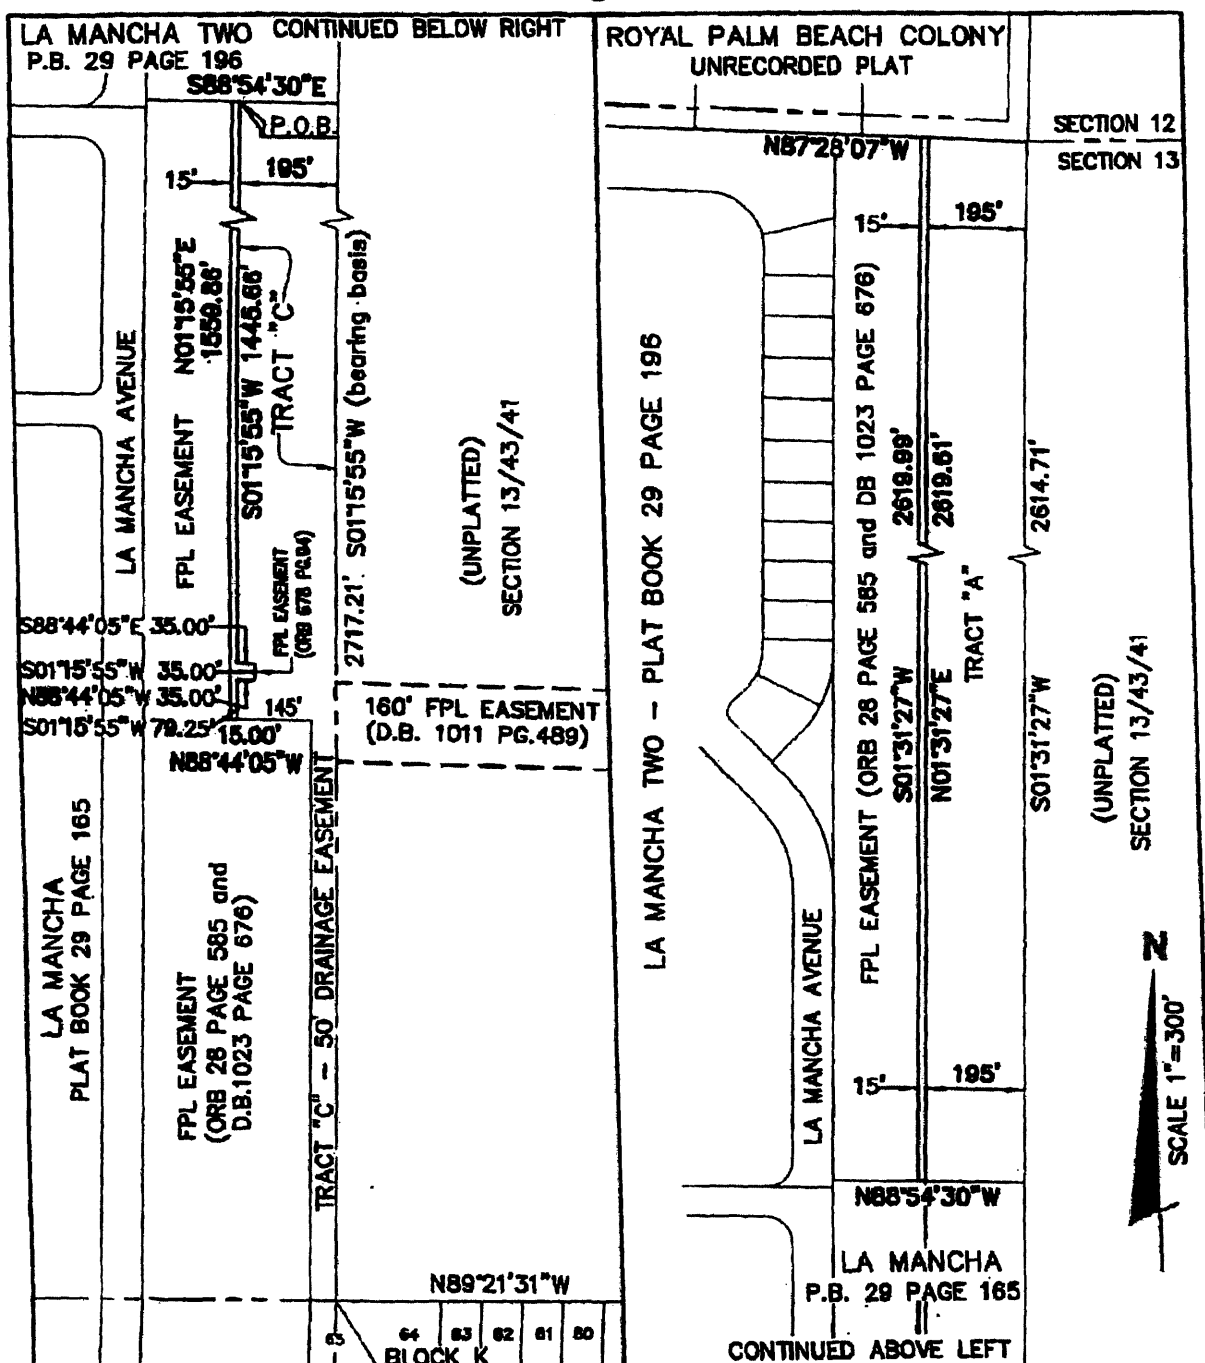 LA MANCHA TWO
P.B. 29 PAGE 196
CONTINUED BELOW RIGHT
S88°54'30"E
P.O.B.
15'
195'
N01°15'55"E
1559.86'
S01°15'55"W 1445.66'
TRACT "C"
2717.21' S01°15'55"W (bearing basis)
LA MANCHA AVENUE
FPL EASEMENT
FPL EASEMENT
(ORB 678 PG.94)
(UNPLATTED)
SECTION 13/43/41
S88°44'05"E 35.00'
S01°15'55"W 35.00'
N88°44'05"W 35.00'
S01°15'55"W 79.25'
15.00'
145'
N88°44'05"W
160' FPL EASEMENT
(D.B. 1011 PG.489)
LA MANCHA
PLAT BOOK 29 PAGE 165
FPL EASEMENT
(ORB 28 PAGE 585 and
D.B.1023 PAGE 676)
TRACT "C" – 50' DRAINAGE EASEMENT
N89°21'31"W
65
64
63
62
61
60
BLOCK K
ROYAL PALM BEACH COLONY
UNRECORDED PLAT
SECTION 12
SECTION 13
N87°28'07"W
15'
195'
LA MANCHA TWO – PLAT BOOK 29 PAGE 196
FPL EASEMENT (ORB 28 PAGE 585 and DB 1023 PAGE 676)
S01°31'27"W
2619.99'
N01°31'27"E
2619.61'
TRACT "A"
S01°31'27"W
2614.71'
(UNPLATTED)
SECTION 13/43/41
LA MANCHA AVENUE
15'
195'
N
SCALE 1"=300'
N88°54'30"W
LA MANCHA
P.B. 29 PAGE 165
CONTINUED ABOVE LEFT